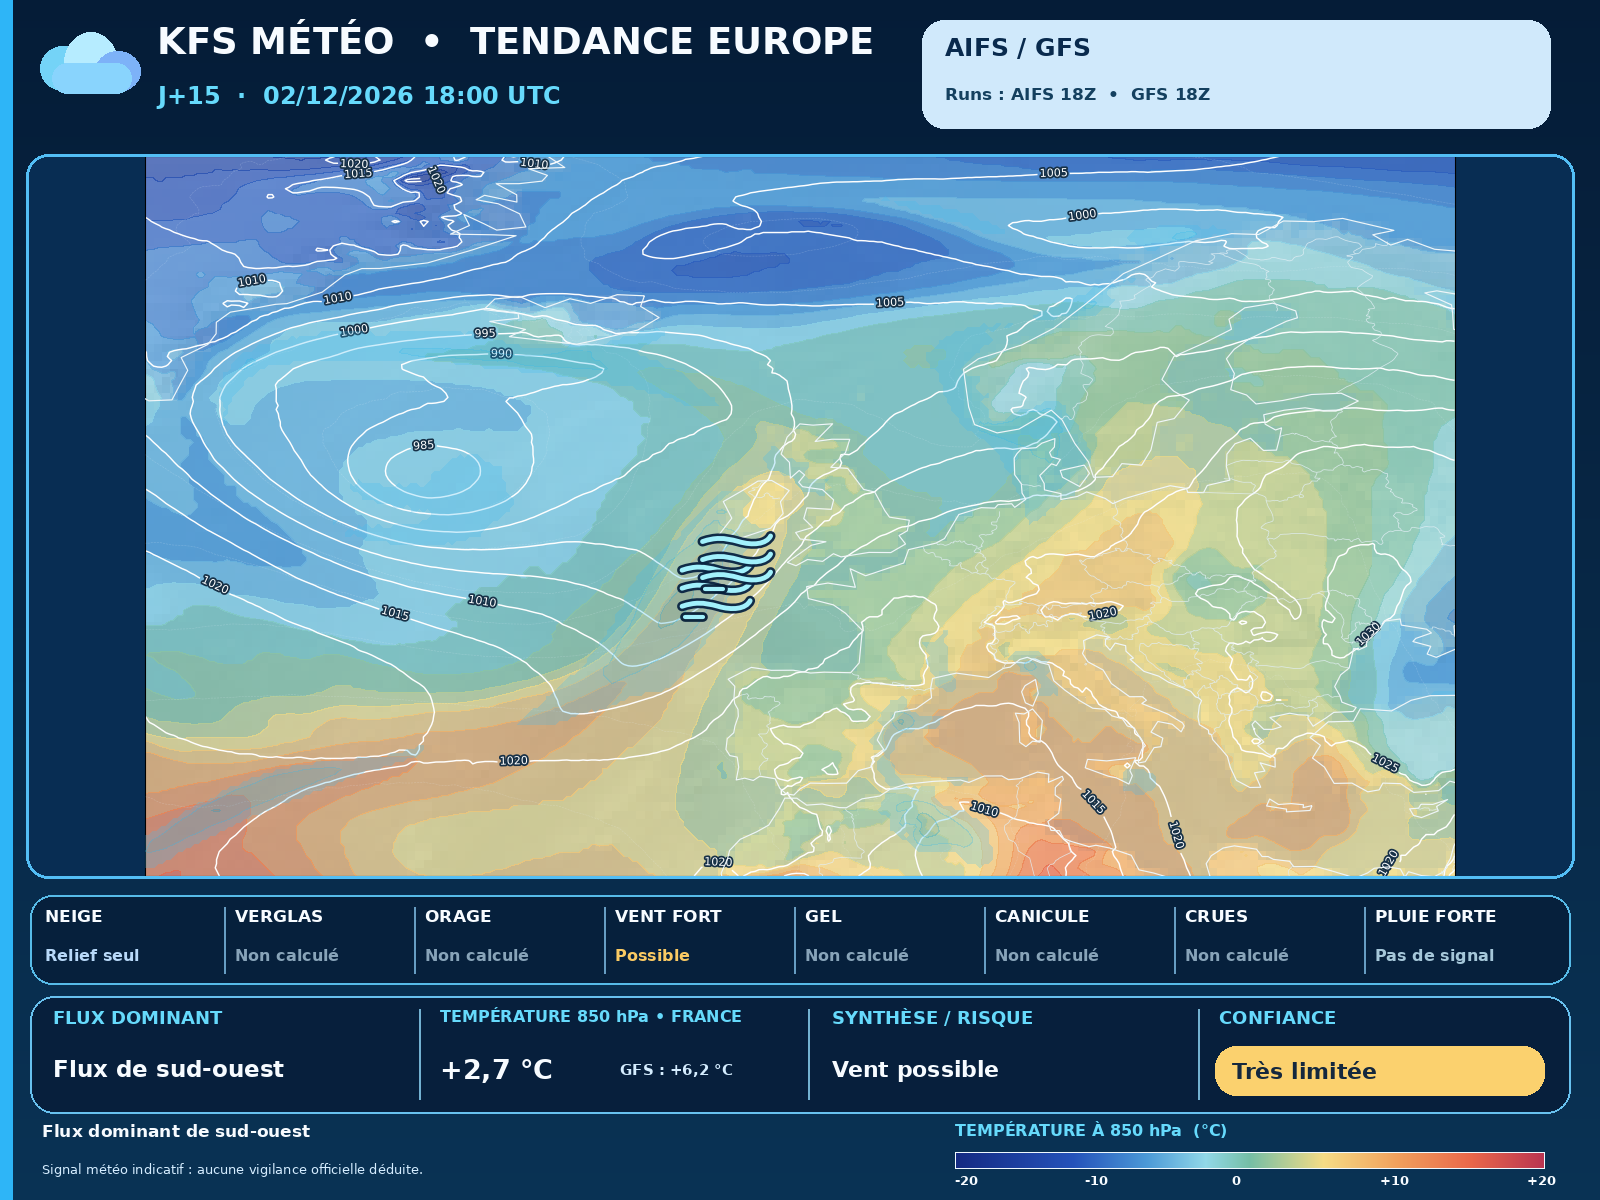 KFS MÉTÉO • TENDANCE EUROPE
J+15 · 02/12/2026 18:00 UTC
AIFS / GFS
Runs : AIFS 18Z • GFS 18Z
1020
1015
1020
1010
1005
1000
1010
1010
1000
995
990
1005
985
1020
1015
1010
1020
1030
1020
1025
1010
1015
1020
1020
1020
NEIGE
Relief seul
VERGLAS
Non calculé
ORAGE
Non calculé
VENT FORT
Possible
GEL
Non calculé
CANICULE
Non calculé
CRUES
Non calculé
PLUIE FORTE
Pas de signal
FLUX DOMINANT
Flux de sud-ouest
TEMPÉRATURE 850 hPa • FRANCE
+2,7 °C GFS : +6,2 °C
SYNTHÈSE / RISQUE
Vent possible
CONFIANCE
Très limitée
Flux dominant de sud-ouest
Signal météo indicatif : aucune vigilance officielle déduite.
TEMPÉRATURE À 850 hPa (°C)
-20 -10 0 +10 +20